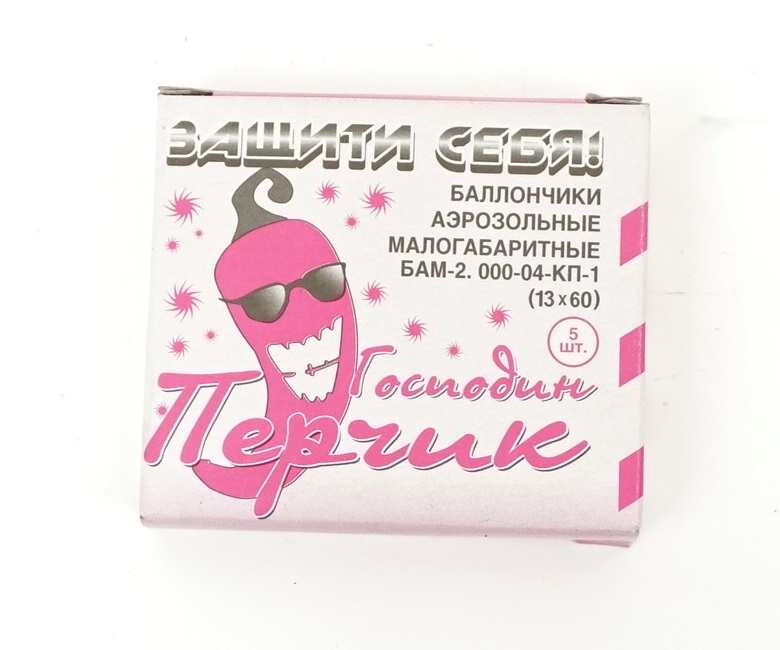 ЗАЩИТИ СЕБЯ!
БАЛЛОНЧИКИ
АЭРОЗОЛЬНЫЕ
МАЛОГАБАРИТНЫЕ
БАМ-2. 000-04-КП-1
(13 х 60)
5
шт.
Господин
Перчик